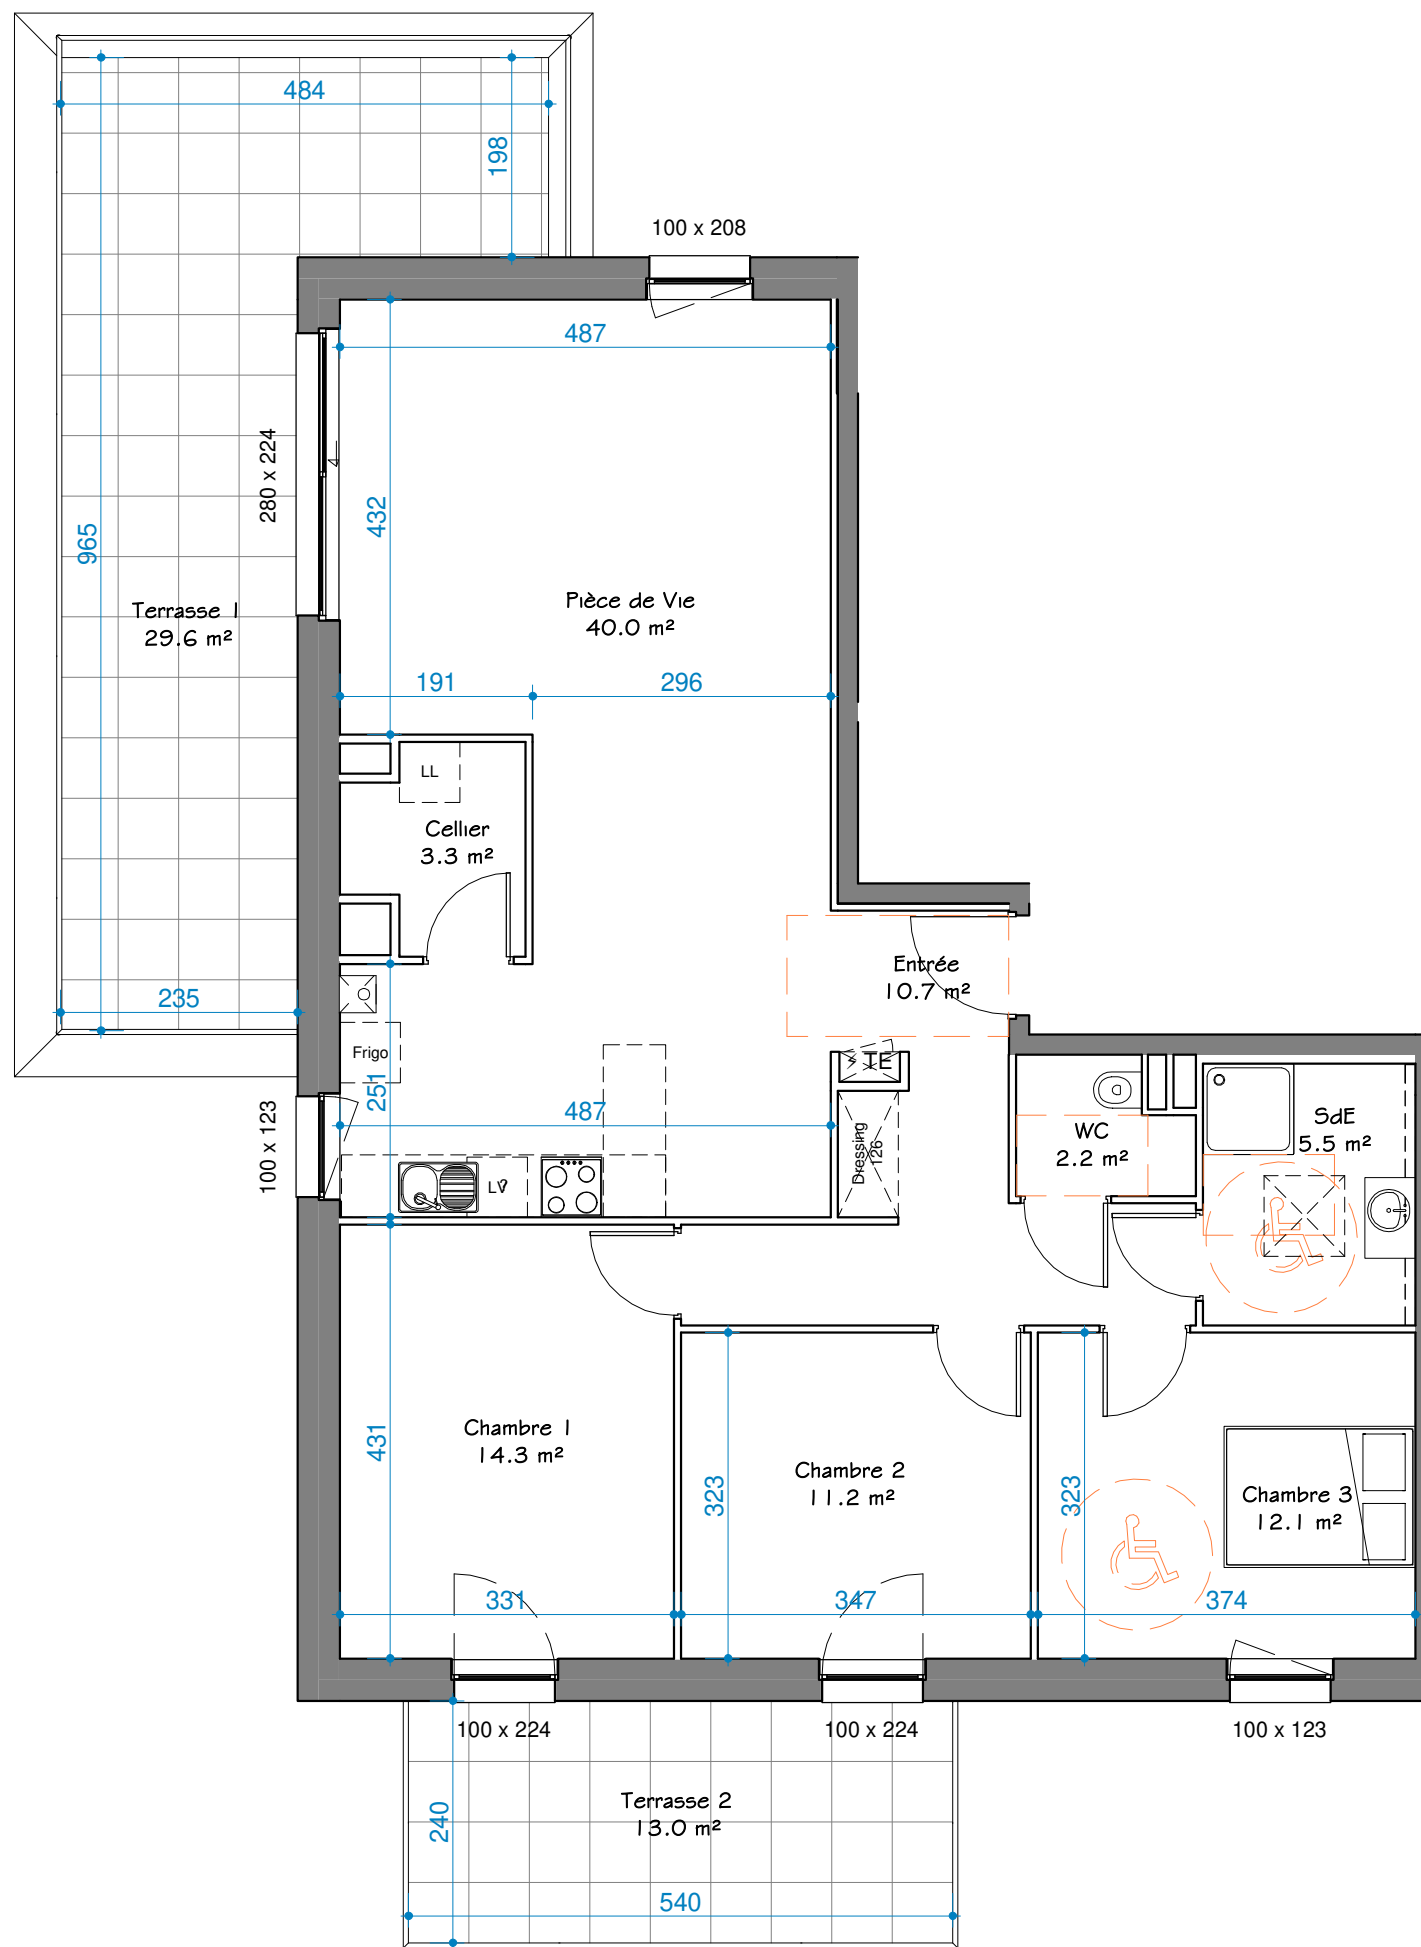 484
198
100 x 208
487
280 x 224
432
965
Terrasse 1
29.6 m²
Pièce de Vie
40.0 m²
191
296
LL
Cellier
3.3 m²
Entrée
10.7 m²
235
Frigo
TE
251
487
100 x 123
Dressing
126
WC
2.2 m²
SdE
5.5 m²
LV
Chambre 1
14.3 m²
431
Chambre 2
11.2 m²
323
323
Chambre 3
12.1 m²
331
347
374
100 x 224
100 x 224
100 x 123
Terrasse 2
13.0 m²
240
540